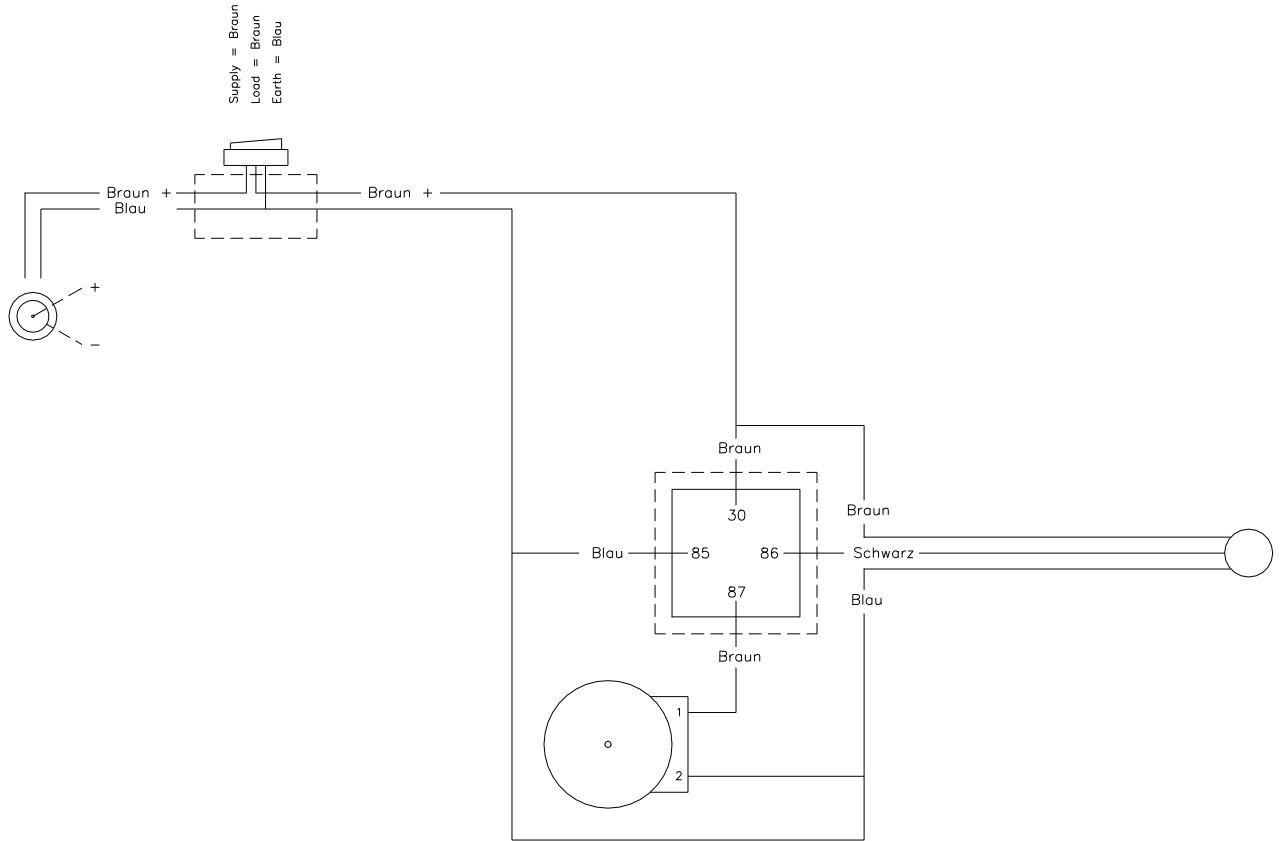 Supply = Braun
Load = Braun
Earth = Blau
Braun +
Braun +
Blau
+
−
Braun
Braun
30
Blau
85
86
Schwarz
87
Blau
Braun
1
2